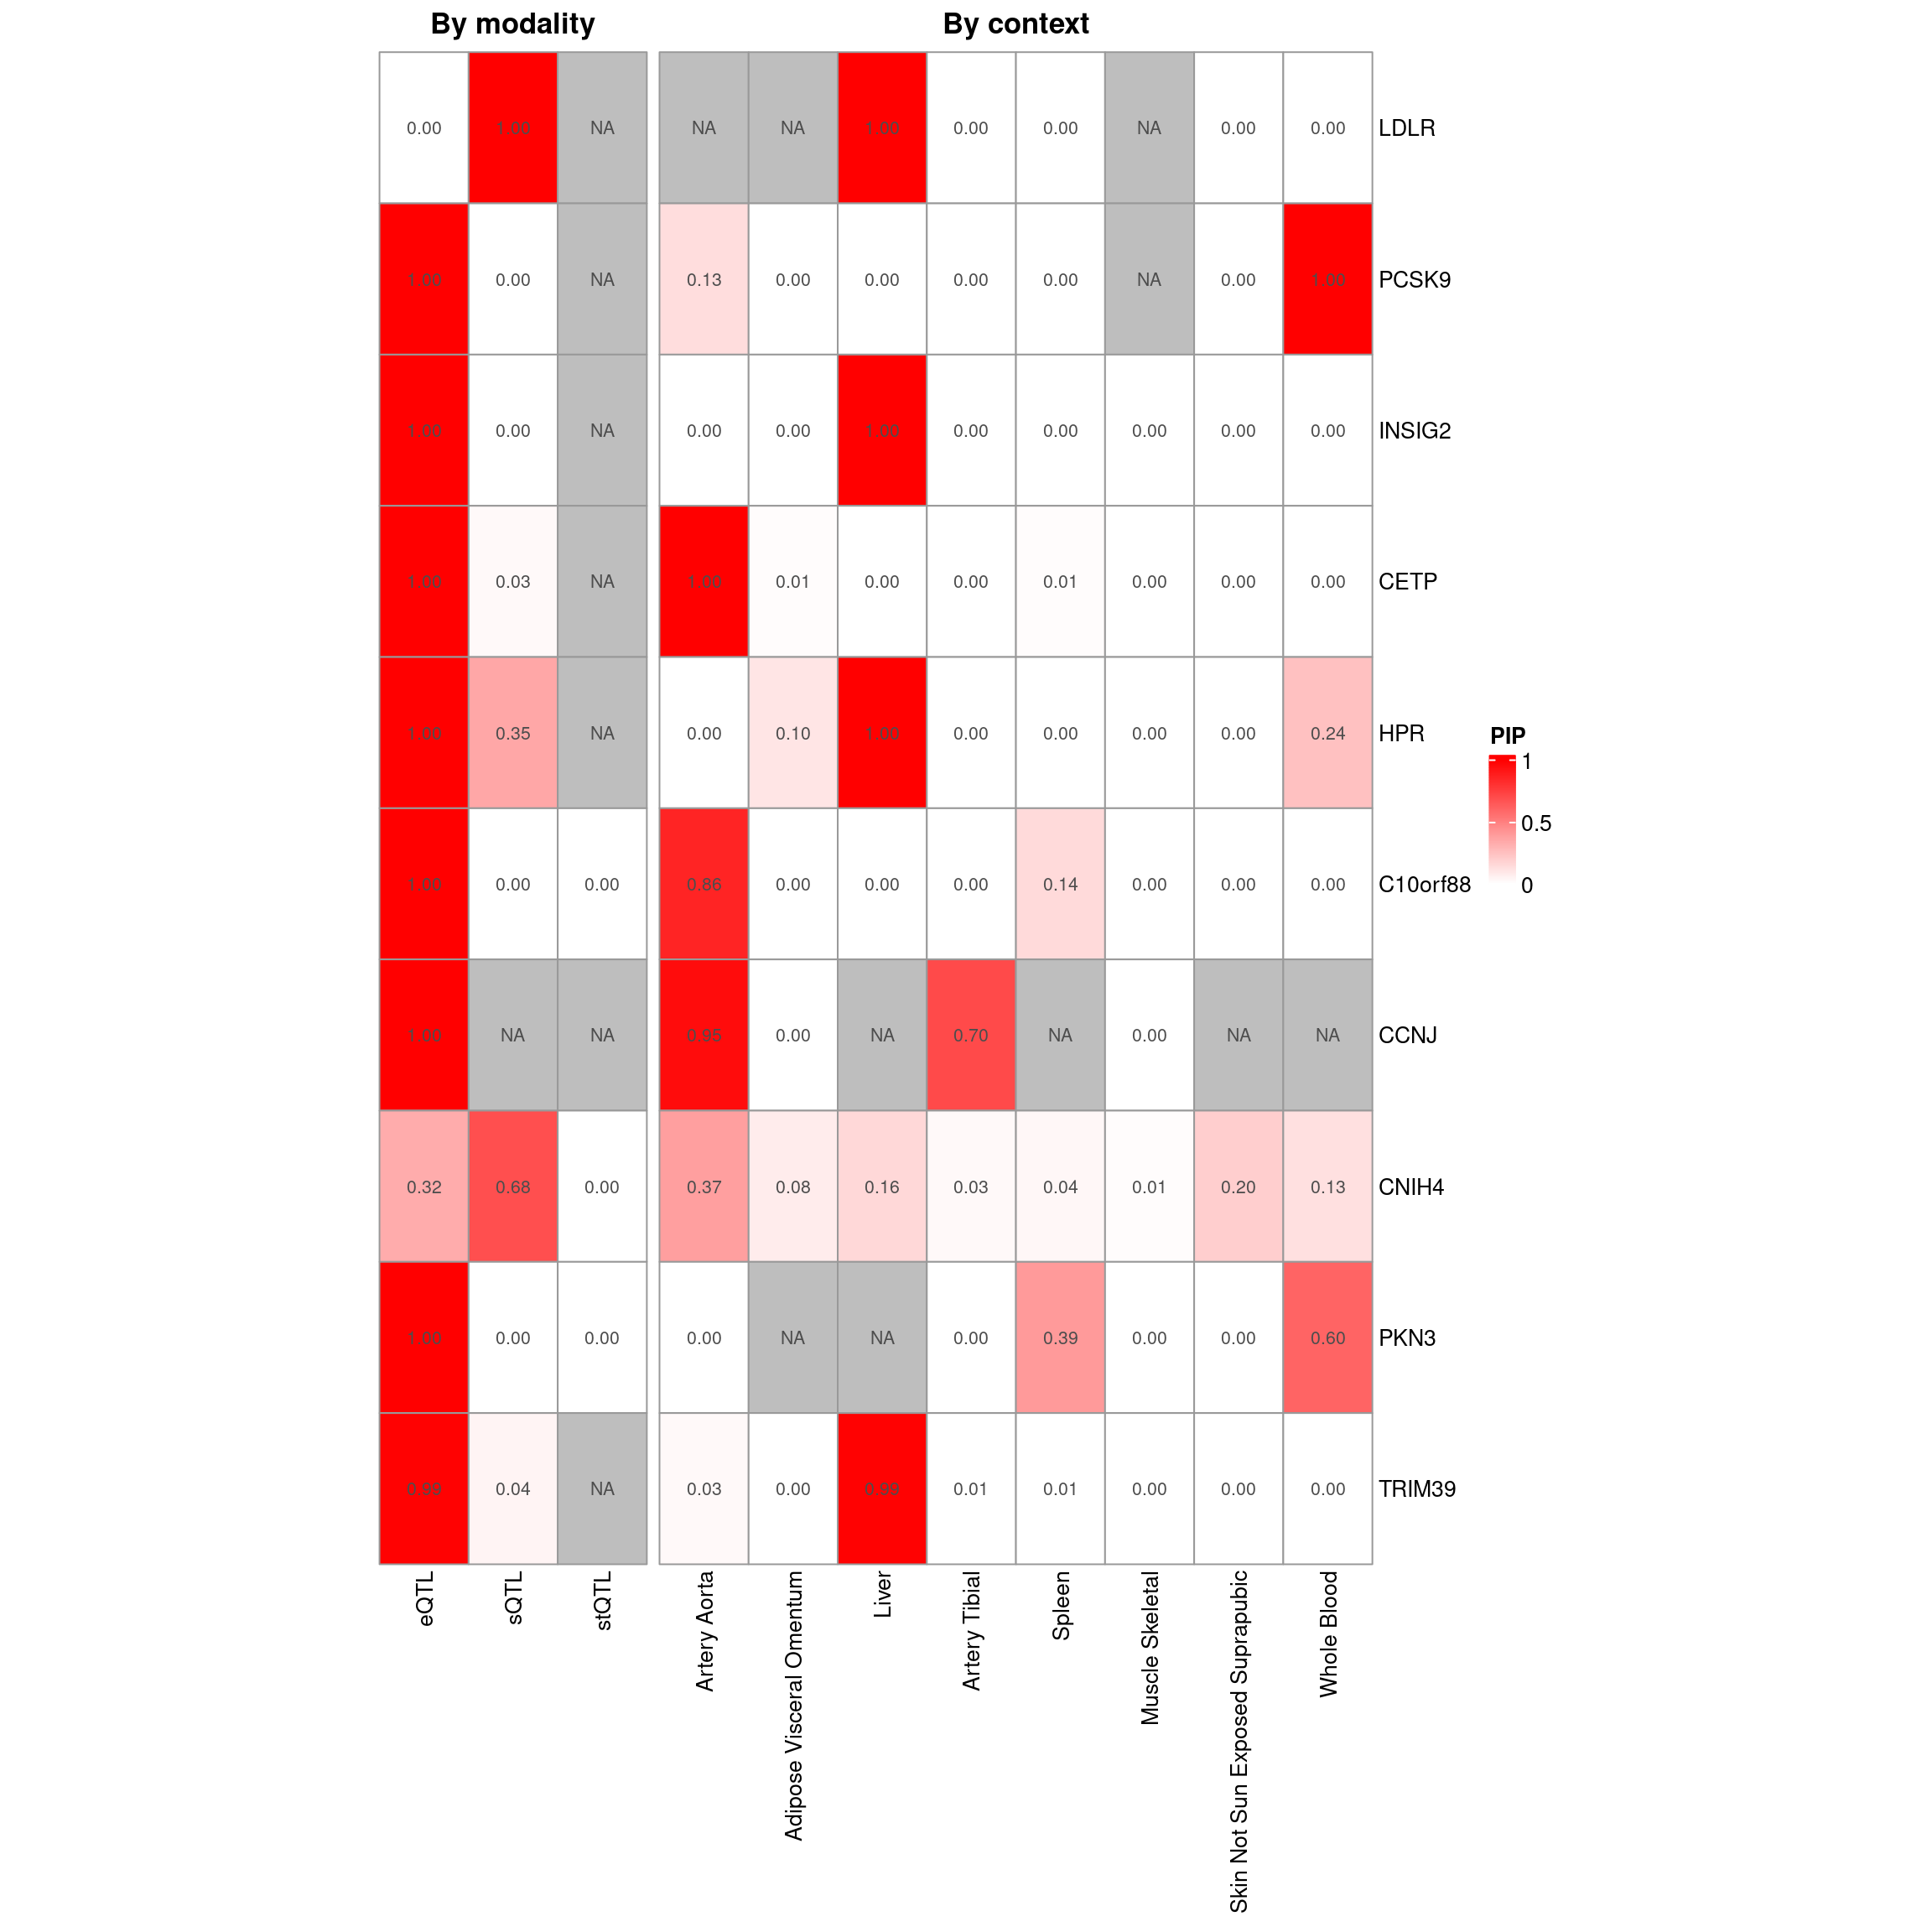 By modality By context
0.00 1.00 NA NA NA 1.00 0.00 0.00 NA 0.00 0.00 LDLR
1.00 0.00 NA 0.13 0.00 0.00 0.00 0.00 NA 0.00 1.00 PCSK9
1.00 0.00 NA 0.00 0.00 1.00 0.00 0.00 0.00 0.00 0.00 INSIG2
1.00 0.03 NA 1.00 0.01 0.00 0.00 0.01 0.00 0.00 0.00 CETP
1.00 0.35 NA 0.00 0.10 1.00 0.00 0.00 0.00 0.00 0.24 HPR
1.00 0.00 0.00 0.86 0.00 0.00 0.00 0.14 0.00 0.00 0.00 C10orf88
1.00 NA NA 0.95 0.00 NA 0.70 NA 0.00 NA NA CCNJ
0.32 0.68 0.00 0.37 0.08 0.16 0.03 0.04 0.01 0.20 0.13 CNIH4
1.00 0.00 0.00 0.00 NA NA 0.00 0.39 0.00 0.00 0.60 PKN3
0.99 0.04 NA 0.03 0.00 0.99 0.01 0.01 0.00 0.00 0.00 TRIM39
eQTL
sQTL
stQTL
Artery Aorta
Adipose Visceral Omentum
Liver
Artery Tibial
Spleen
Muscle Skeletal
Skin Not Sun Exposed Suprapubic
Whole Blood
PIP
1
0.5
0